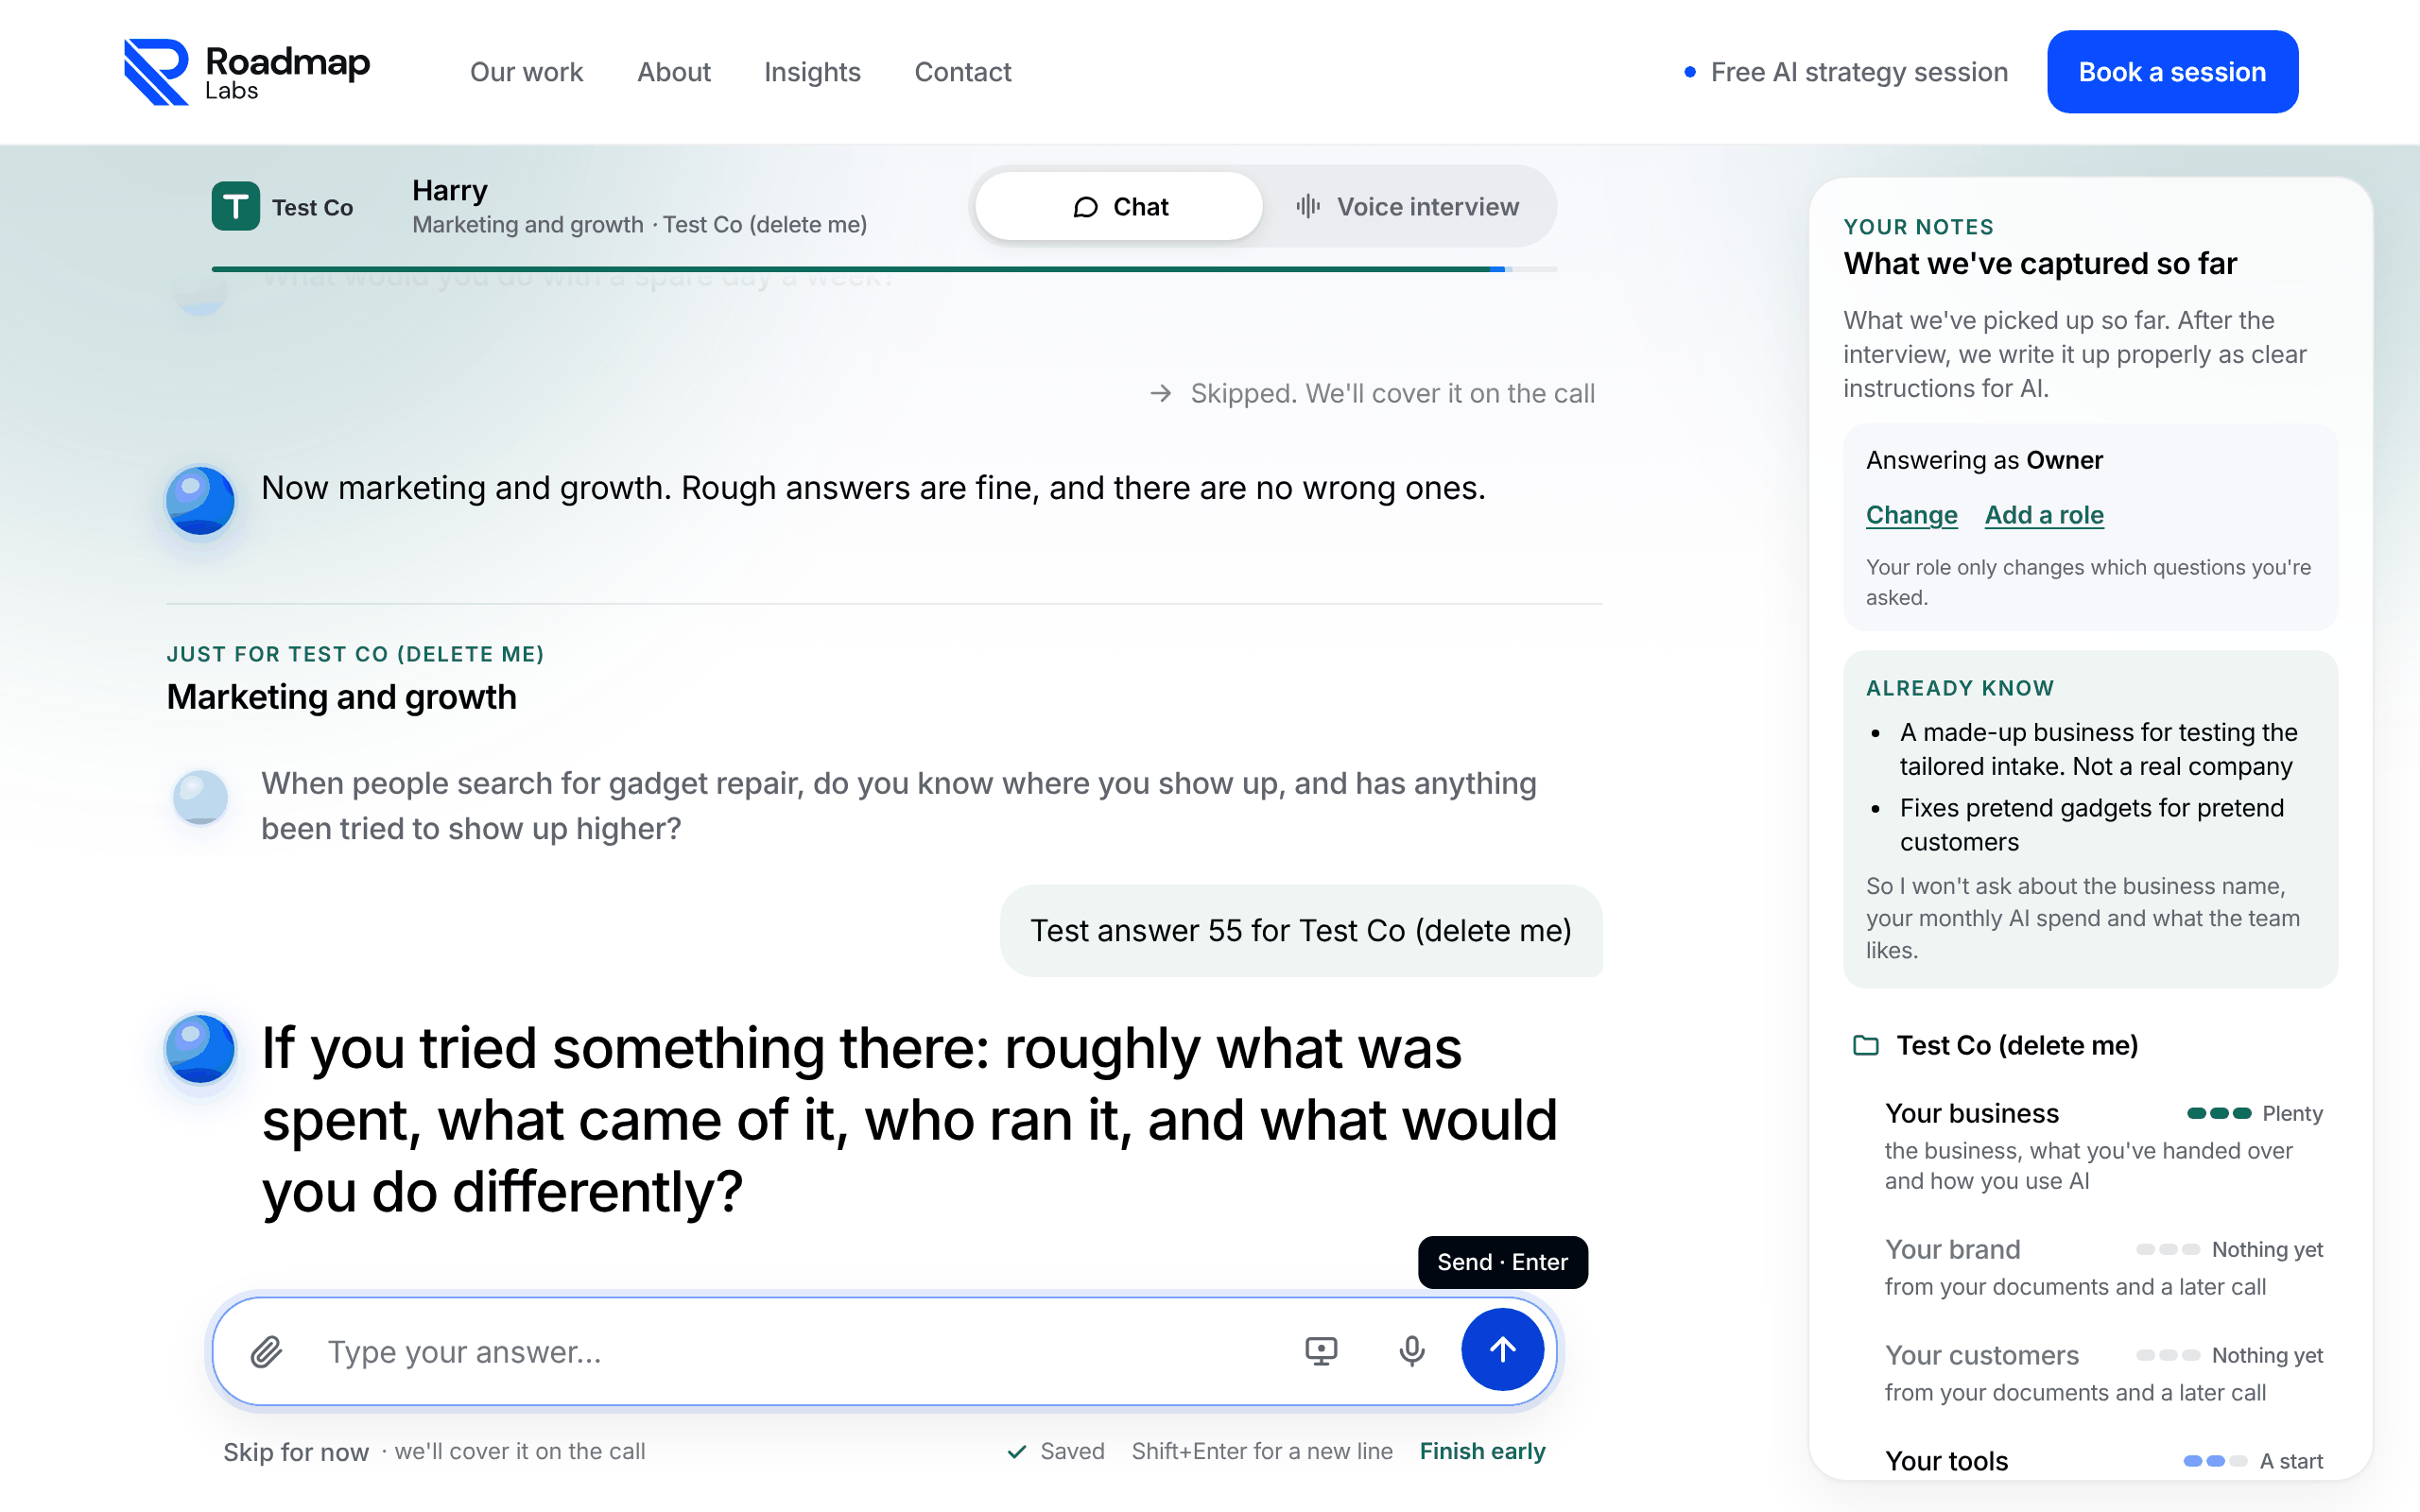 Roadmap
Labs
Our work
About
Insights
Contact
Free AI strategy session
Book a session
T
Test Co
Harry
Marketing and growth · Test Co (delete me)
Chat
Voice interview
What would you do with a spare day a week?
Skipped. We'll cover it on the call
Now marketing and growth. Rough answers are fine, and there are no wrong ones.
JUST FOR TEST CO (DELETE ME)
Marketing and growth
When people search for gadget repair, do you know where you show up, and has anything
been tried to show up higher?
Test answer 55 for Test Co (delete me)
If you tried something there: roughly what was
spent, what came of it, who ran it, and what would
you do differently?
Send · Enter
Type your answer...
Skip for now · we'll cover it on the call
Saved
Shift+Enter for a new line
Finish early
YOUR NOTES
What we've captured so far
What we've picked up so far. After the
interview, we write it up properly as clear
instructions for AI.
Answering as Owner
Change
Add a role
Your role only changes which questions you're
asked.
ALREADY KNOW
• A made-up business for testing the
tailored intake. Not a real company
• Fixes pretend gadgets for pretend
customers
So I won't ask about the business name,
your monthly AI spend and what the team
likes.
Test Co (delete me)
Your business
Plenty
the business, what you've handed over
and how you use AI
Your brand
Nothing yet
from your documents and a later call
Your customers
Nothing yet
from your documents and a later call
Your tools
A start